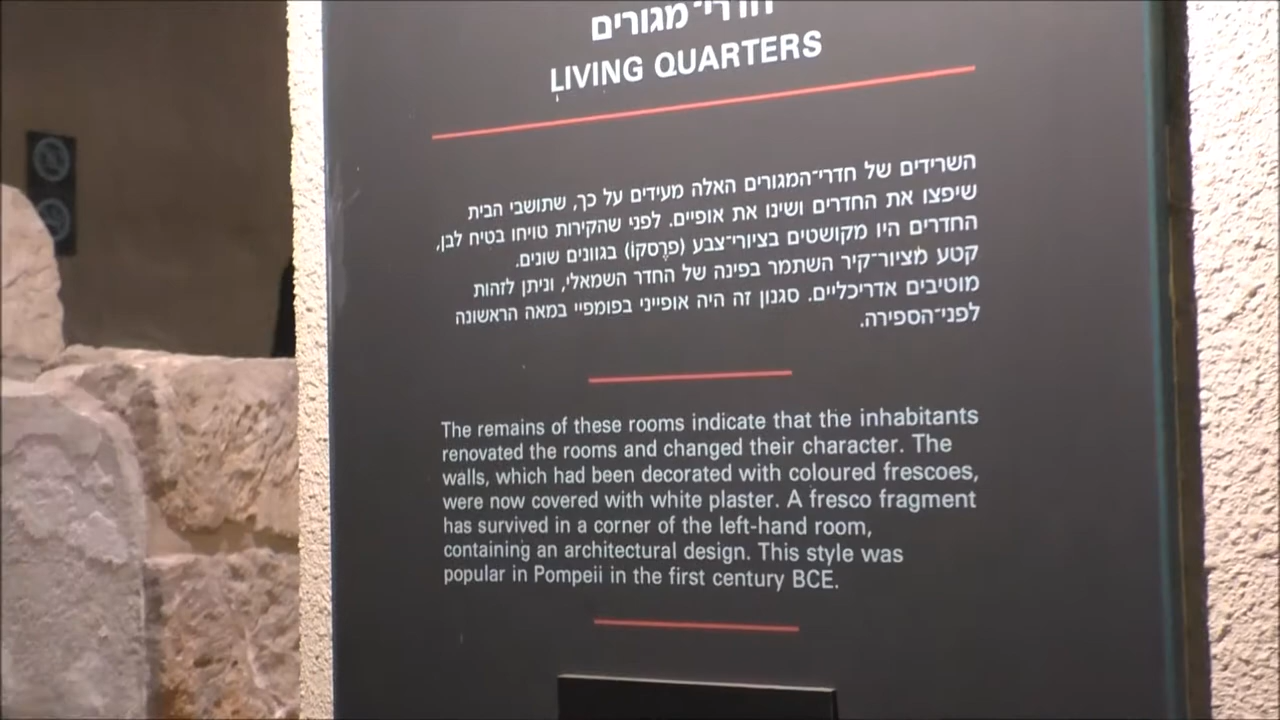 חדרי־מגורים
LIVING QUARTERS
השרידים של חדרי־המגורים האלה מעידים על כך, שתושבי הבית
שיפצו את החדרים ושינו את אופיים. לפני שהקירות טויחו בטיח לבן,
החדרים היו מקושטים בציורי־צבע (פרֶסקוֹ) בגוונים שונים.
קטע מציור־קיר השתמר בפינה של החדר השמאלי, וניתן לזהות
מוטיבים אדריכליים. סגנון זה היה אופייני בפומפיי במאה הראשונה
לפני־הספירה.
The remains of these rooms indicate that the inhabitants
renovated the rooms and changed their character. The
walls, which had been decorated with coloured frescoes,
were now covered with white plaster. A fresco fragment
has survived in a corner of the left-hand room,
containing an architectural design. This style was
popular in Pompeii in the first century BCE.